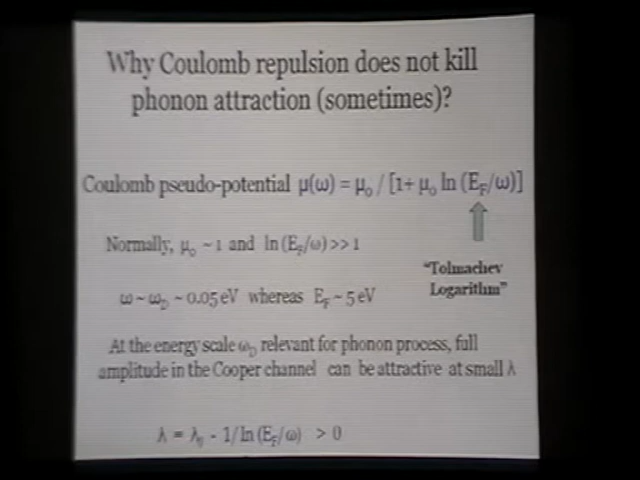 Why Coulomb repulsion does not kill
phonon attraction (sometimes)?
Coulomb pseudo-potential μ(ω) = μ₀ / [1+ μ₀ ln (E_F/ω)]
Normally, μ₀ ~ 1 and ln (E_F/ω) >> 1
"Tolmachev
Logarithm"
ω ~ ω_D ~ 0.05 eV whereas E_F ~ 5 eV
At the energy scale ω_D relevant for phonon process, full
amplitude in the Cooper channel can be attractive at small λ
λ = λ₀ - 1/ln (E_F/ω) > 0